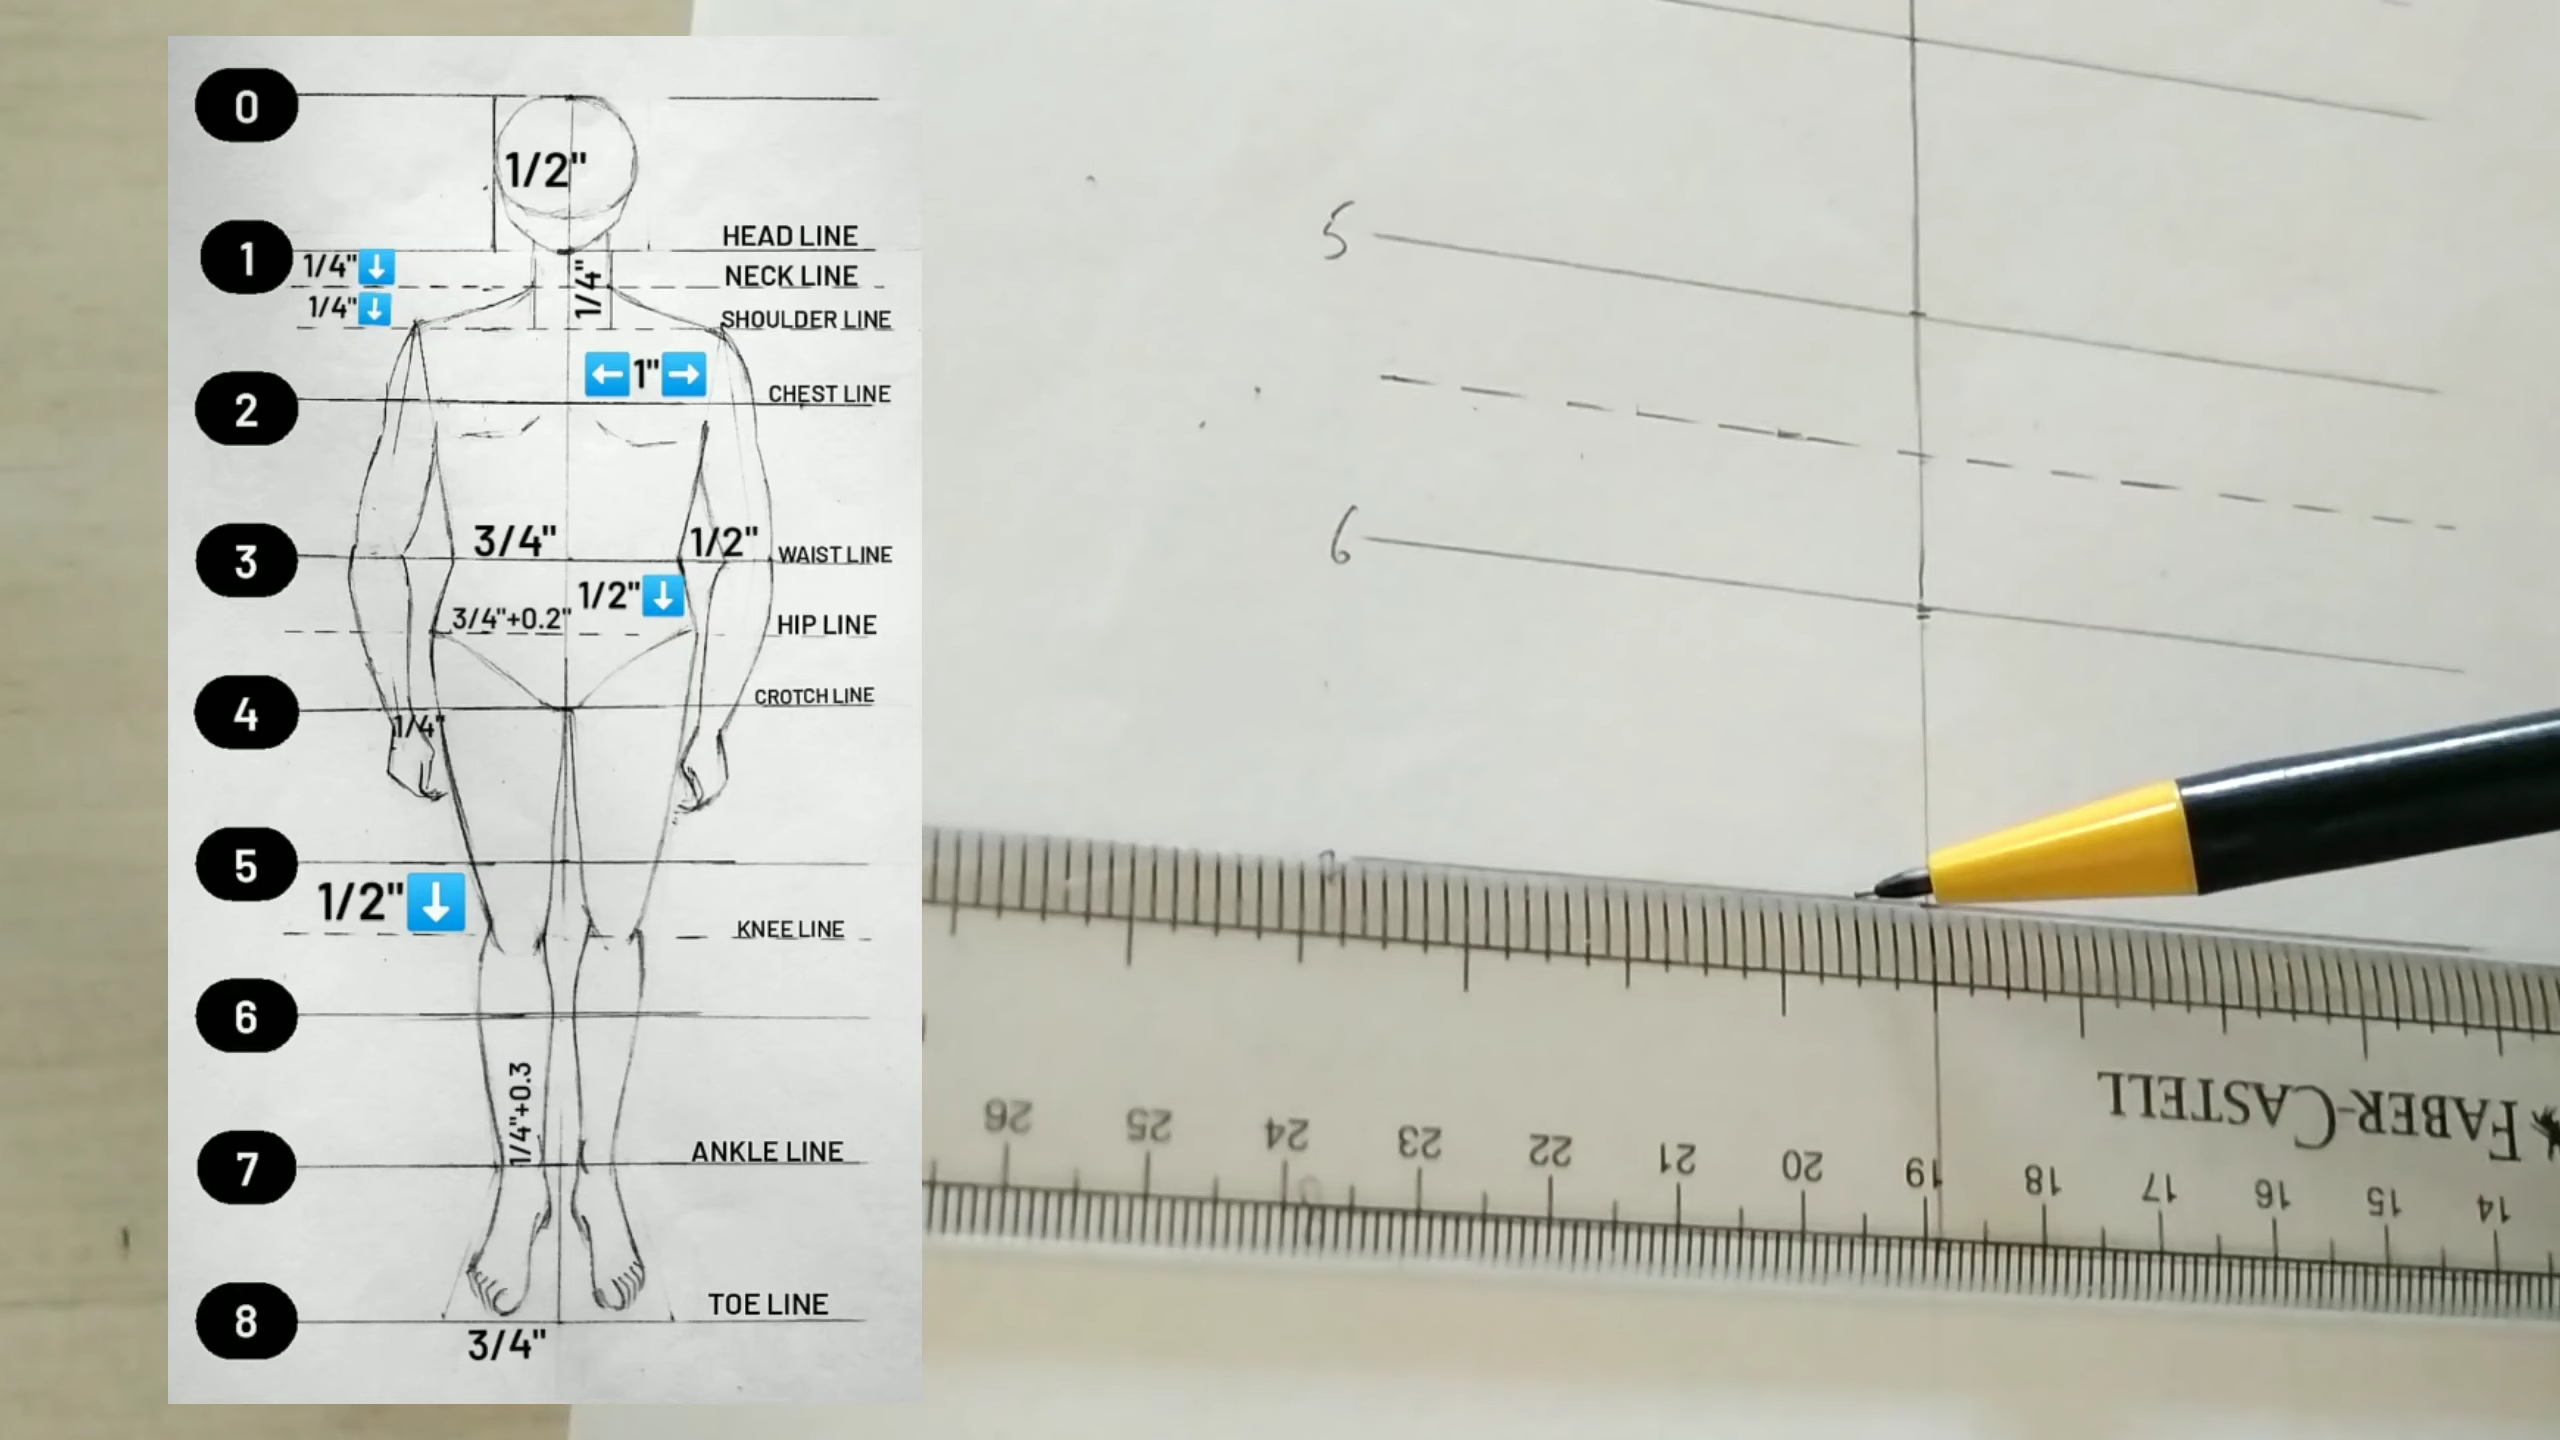 0
1/2"
HEAD LINE
1
1/4"⬇
1/4"
NECK LINE
1/4"⬇
SHOULDER LINE
⬅1"➡
2
CHEST LINE
3/4"
1/2"
3
WAIST LINE
1/2"⬇
3/4"+0.2"
HIP LINE
4
CROTCH LINE
1/4"
5
1/2"⬇
KNEE LINE
6
1/4"+0.3
7
ANKLE LINE
8
TOE LINE
3/4"
5
6
FABER-CASTELL
26 25 24 23 22 21 20 19 18 17 16 15 14